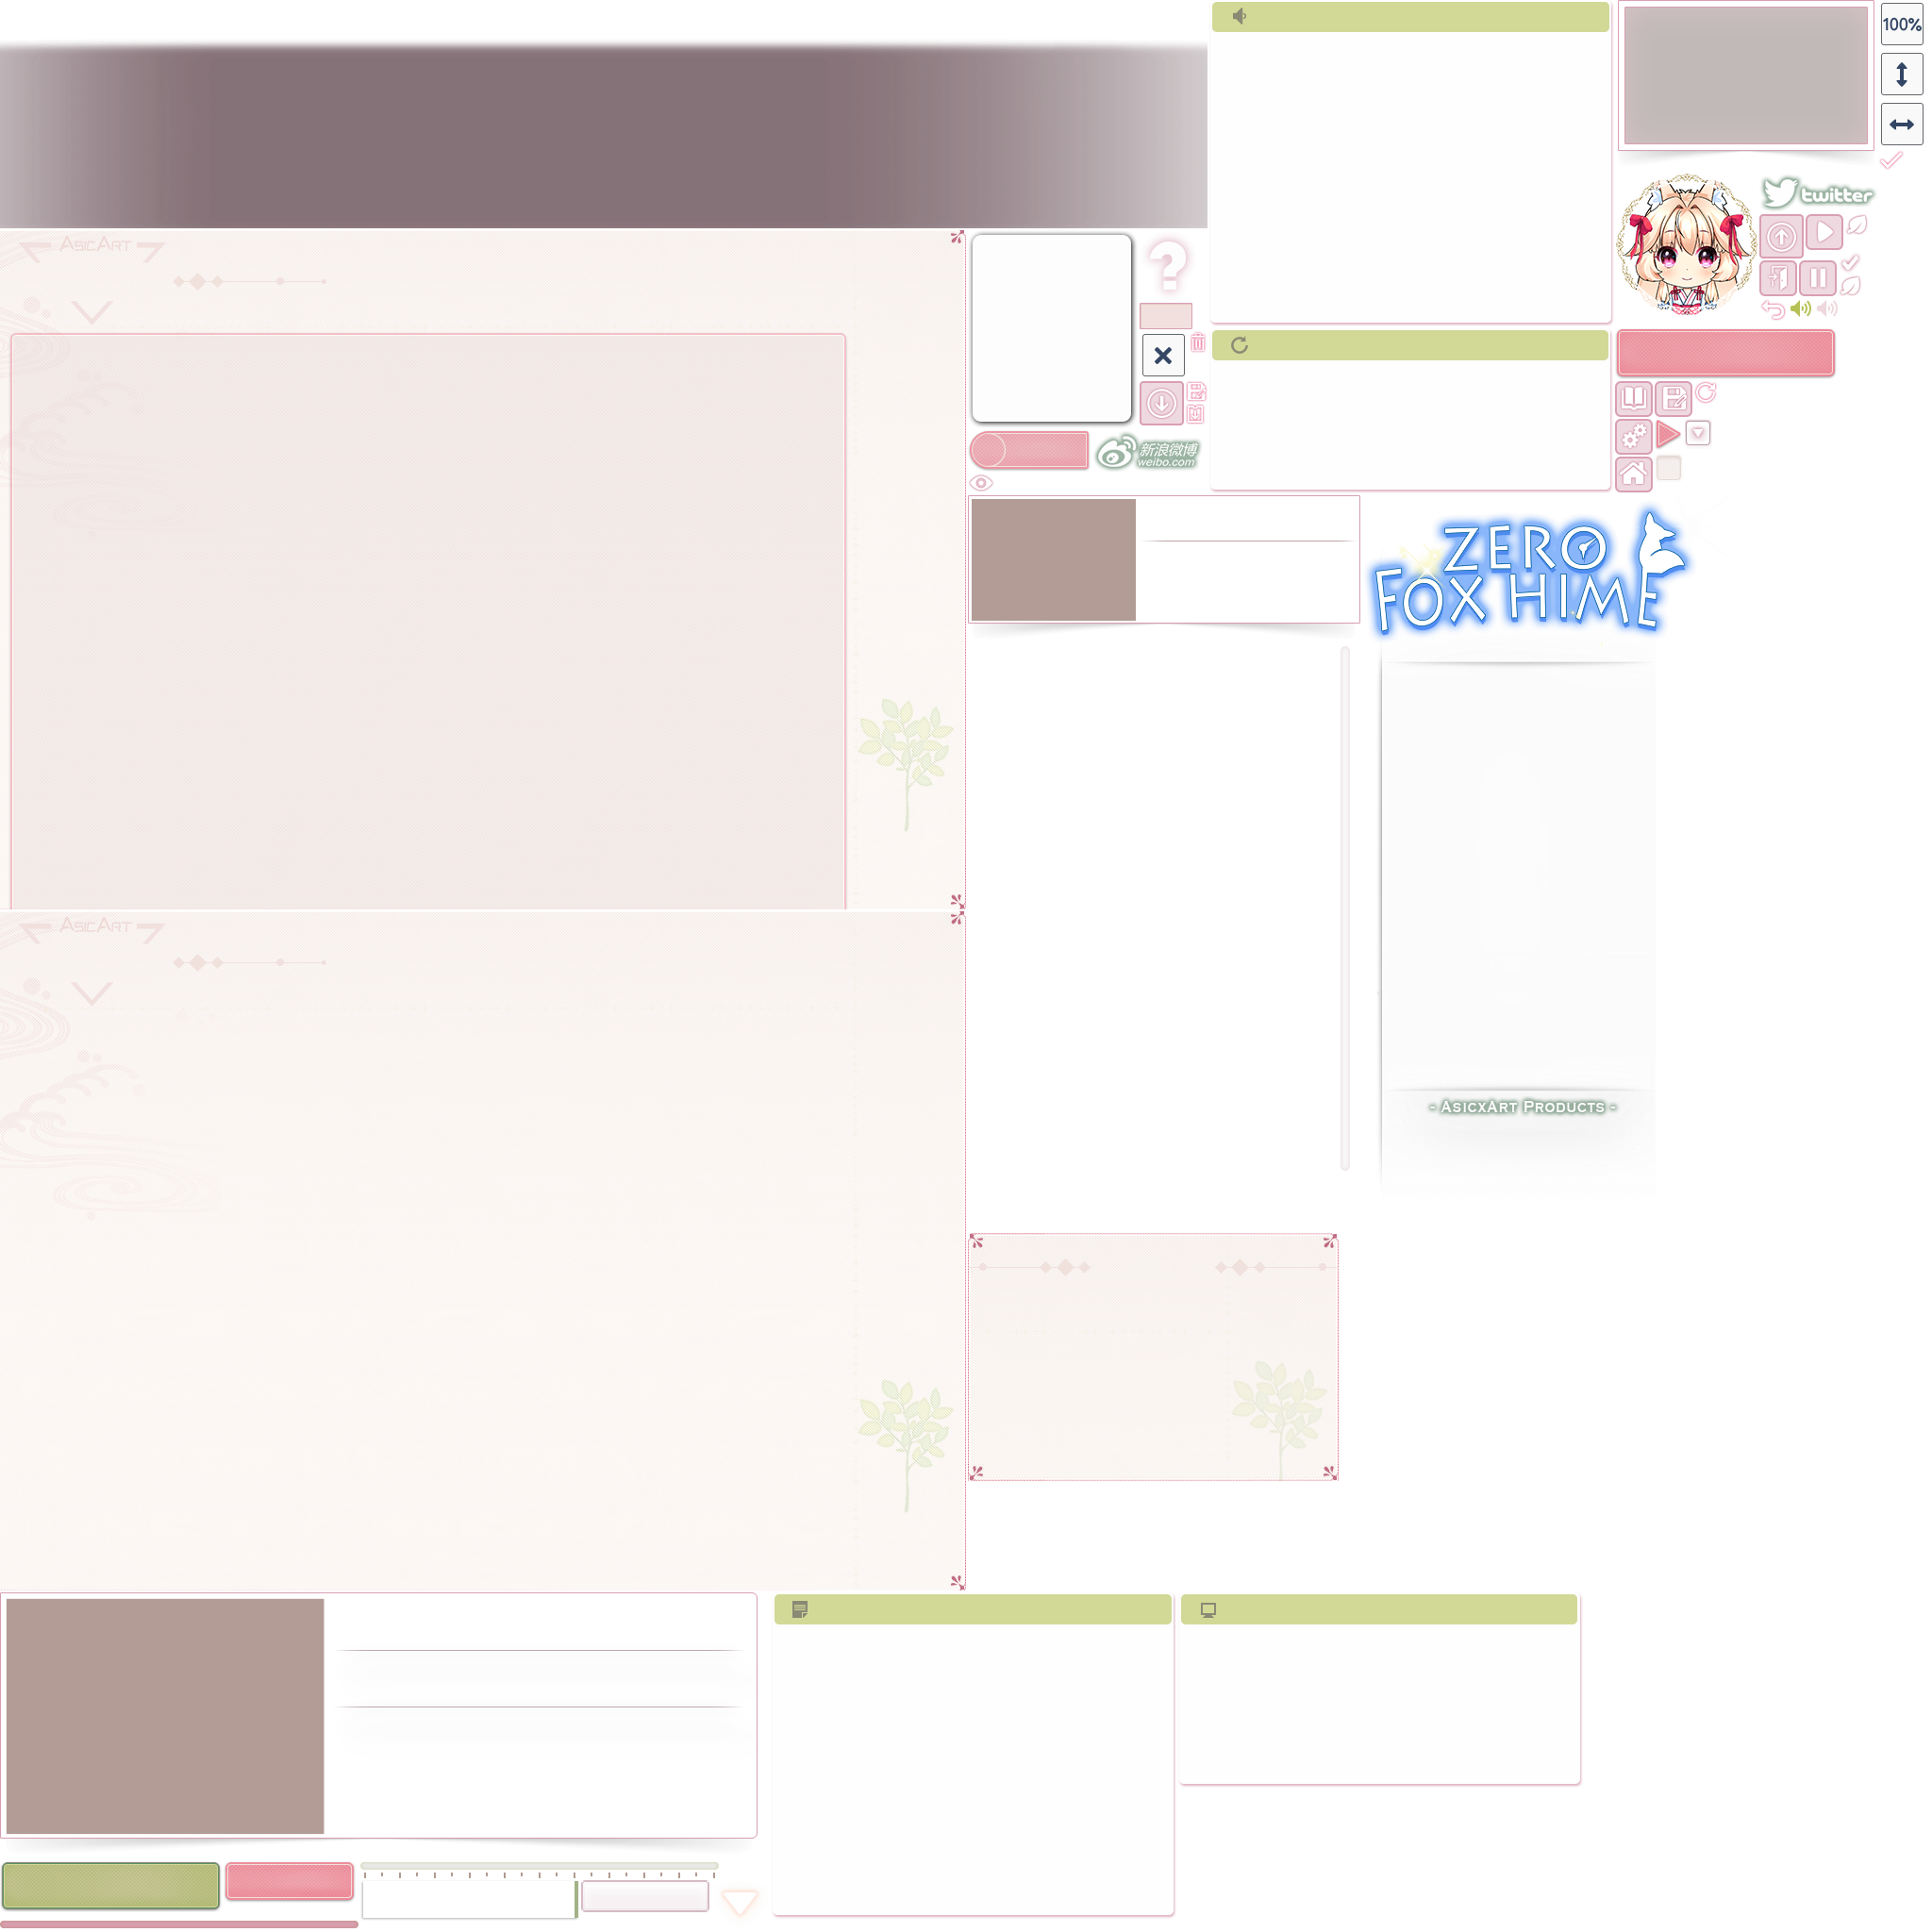 100%
twitter
ASICART
新浪微博
weibo.com
ZERO
FOX HIME
ASICART
- ASICXART PRODUCTS -